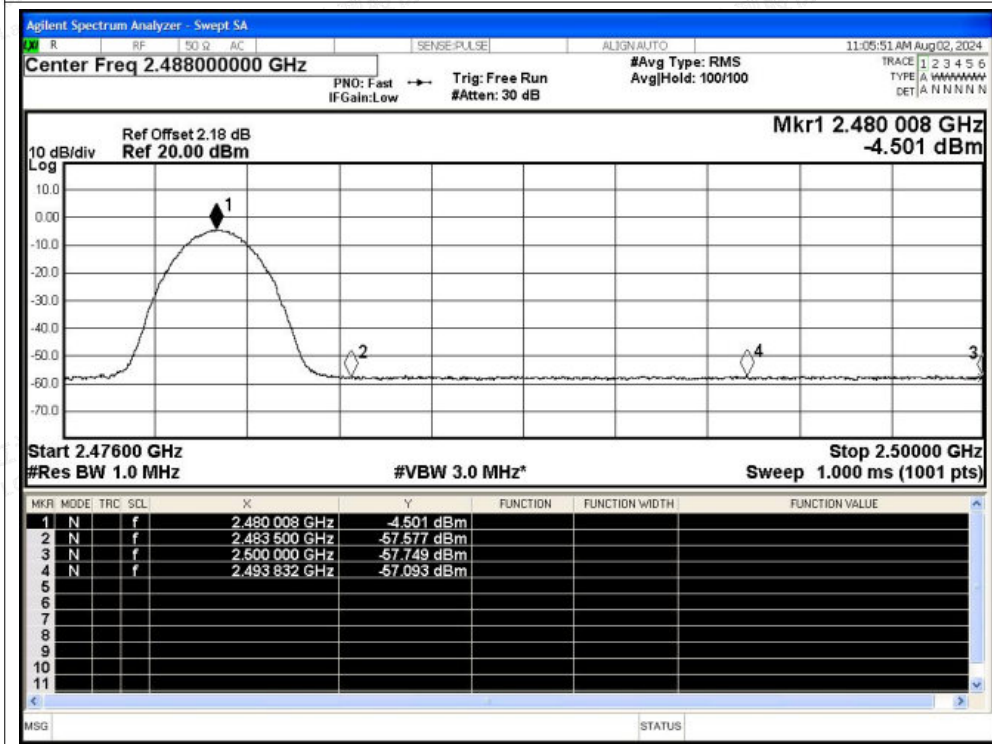 Agilent Spectrum Analyzer - Swept SA
LXI R RF 50 Ω AC SENSE:PULSE ALIGN AUTO 11:05:51 AM Aug 02, 2024
Center Freq 2.488000000 GHz
PNO: Fast
IFGain:Low
Trig: Free Run
#Atten: 30 dB
#Avg Type: RMS
Avg|Hold: 100/100
TRACE 1 2 3 4 5 6
TYPE A WWWWW
DET A N N N N N
Mkr1 2.480 008 GHz
-4.501 dBm
Ref Offset 2.18 dB
10 dB/div Ref 20.00 dBm
Log
10.0
0.00
-10.0
-20.0
-30.0
-40.0
-50.0
-60.0
-70.0
1
2
4
3
Start 2.47600 GHz Stop 2.50000 GHz
#Res BW 1.0 MHz #VBW 3.0 MHz* Sweep 1.000 ms (1001 pts)
MKR MODE TRC SCL X Y FUNCTION FUNCTION WIDTH FUNCTION VALUE
1 N f 2.480 008 GHz -4.501 dBm
2 N f 2.483 500 GHz -57.577 dBm
3 N f 2.500 000 GHz -57.749 dBm
4 N f 2.493 832 GHz -57.093 dBm
5
6
7
8
9
10
11
MSG STATUS